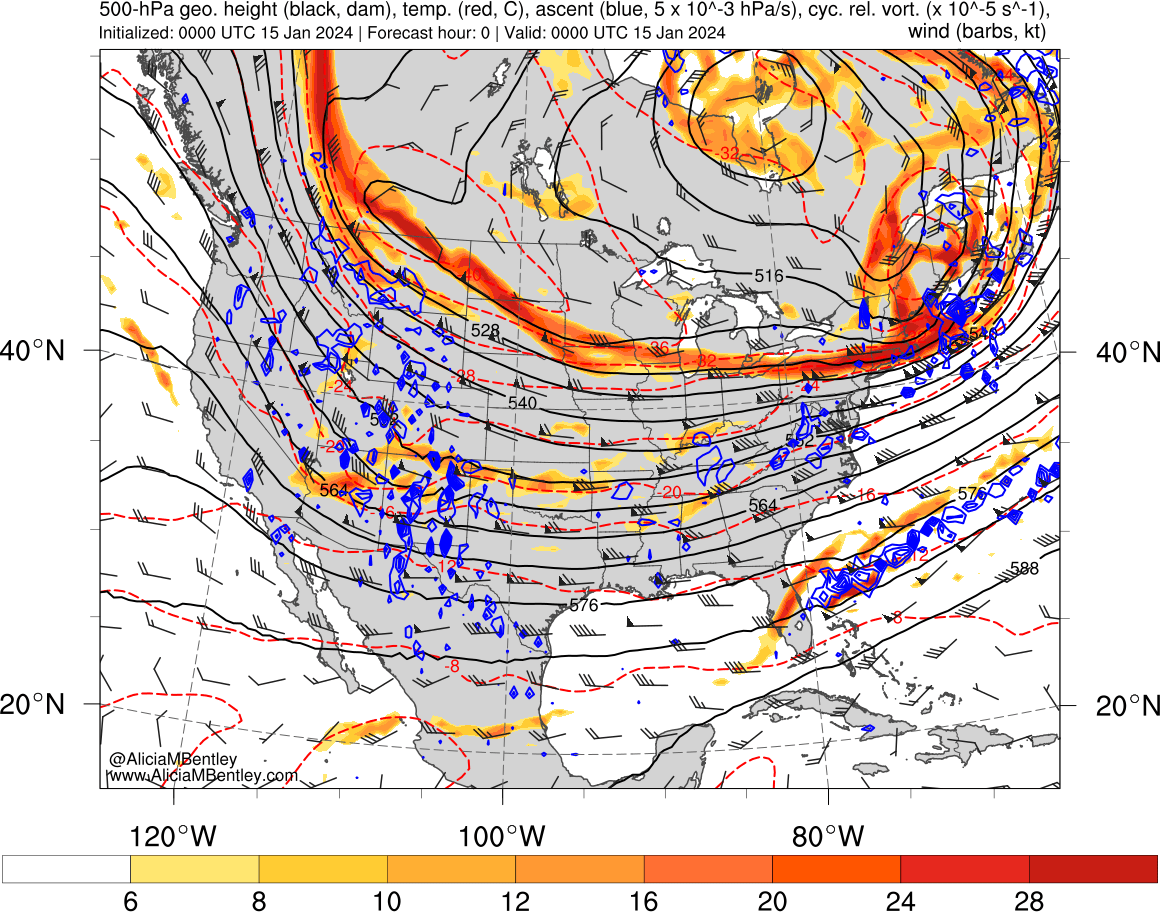 500-hPa geo. height (black, dam), temp. (red, C), ascent (blue, 5 x 10^-3 hPa/s), cyc. rel. vort. (x 10^-5 s^-1),
Initialized: 0000 UTC 15 Jan 2024 | Forecast hour: 0 | Valid: 0000 UTC 15 Jan 2024 wind (barbs, kt)
-32
516
528
40°N 40°N
-32
-28
-24
-24
540
564
-20
-16
564
-12
576
588
-8
-8
20°N 20°N
@AliciaMBentley
www.AliciaMBentley.com
120°W 100°W 80°W
6 8 10 12 16 20 24 28